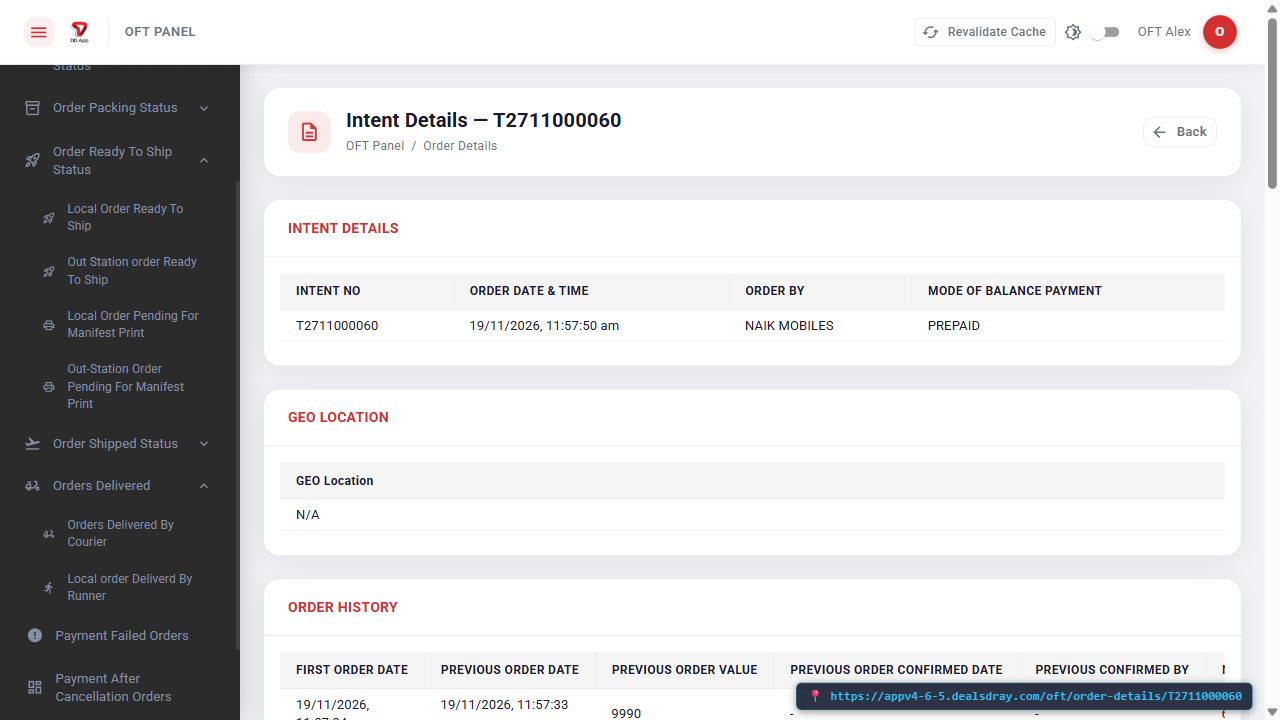 DD App
OFT PANEL
Revalidate Cache
OFT Alex
O
Status
Order Packing Status
Order Ready To Ship
Status
Local Order Ready To
Ship
Out Station order Ready
To Ship
Local Order Pending For
Manifest Print
Out-Station Order
Pending For Manifest
Print
Order Shipped Status
Orders Delivered
Orders Delivered By
Courier
Local order Deliverd By
Runner
Payment Failed Orders
Payment After
Cancellation Orders
Intent Details — T2711000060
OFT Panel / Order Details
Back
INTENT DETAILS
INTENT NO ORDER DATE & TIME ORDER BY MODE OF BALANCE PAYMENT
T2711000060 19/11/2026, 11:57:50 am NAIK MOBILES PREPAID
GEO LOCATION
GEO Location
N/A
ORDER HISTORY
FIRST ORDER DATE PREVIOUS ORDER DATE PREVIOUS ORDER VALUE PREVIOUS ORDER CONFIRMED DATE PREVIOUS CONFIRMED BY
19/11/2026, 19/11/2026, 11:57:33 9990 - -
https://appv4-6-5.dealsdray.com/oft/order-details/T2711000060